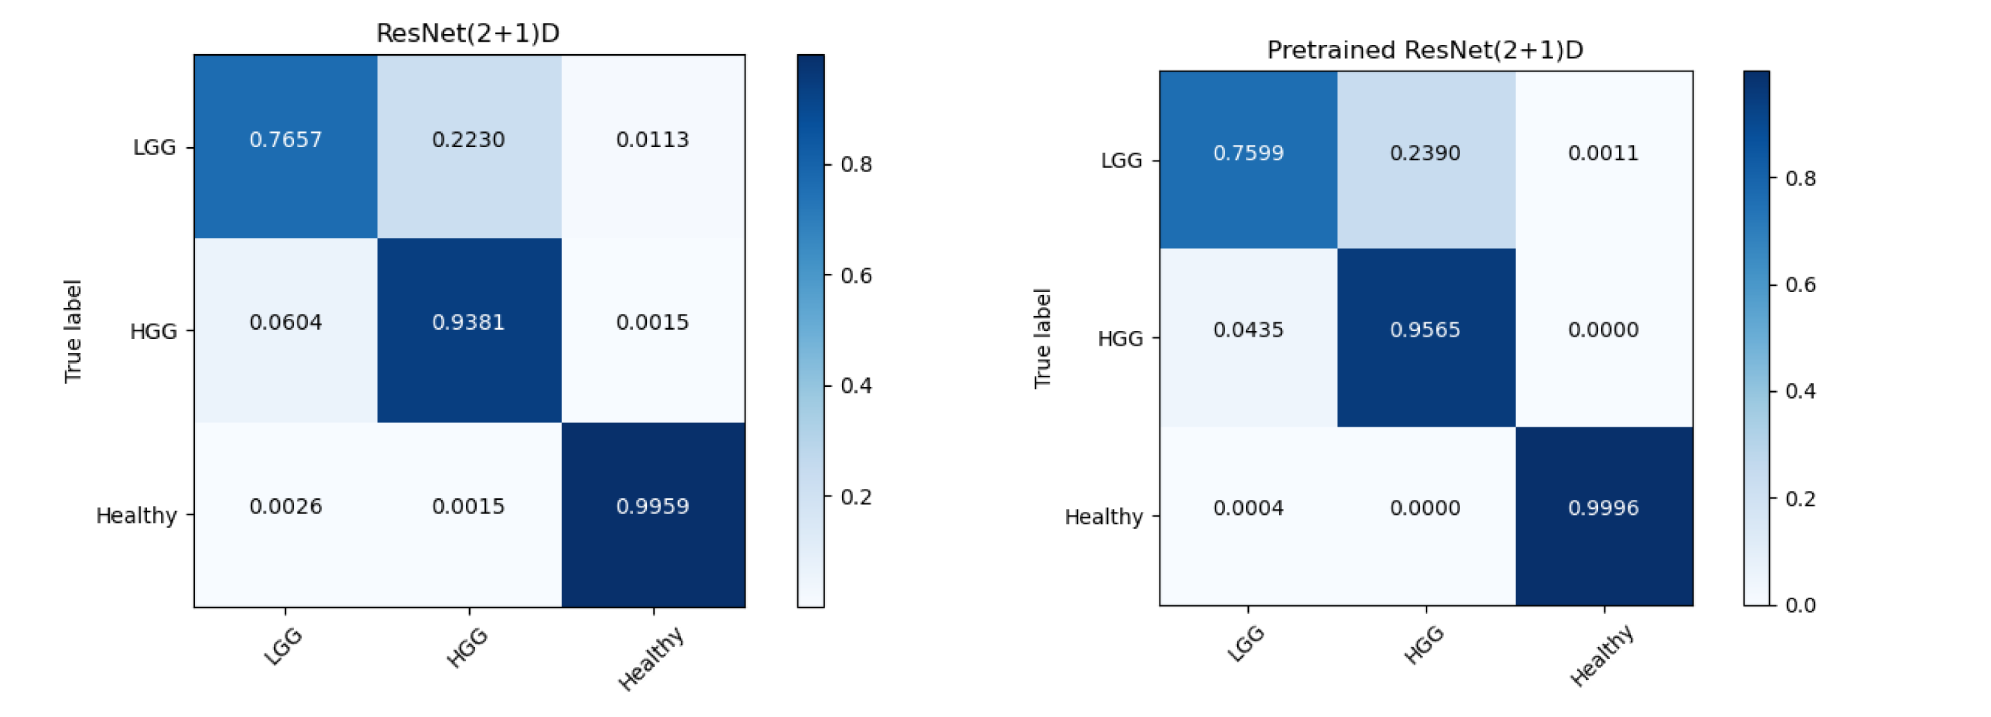 ResNet(2+1)D
LGG 0.7657 0.2230 0.0113
HGG 0.0604 0.9381 0.0015
Healthy 0.0026 0.0015 0.9959
True label
LGG HGG Healthy
0.8
0.6
0.4
0.2
Pretrained ResNet(2+1)D
LGG 0.7599 0.2390 0.0011
HGG 0.0435 0.9565 0.0000
Healthy 0.0004 0.0000 0.9996
True label
LGG HGG Healthy
0.8
0.6
0.4
0.2
0.0